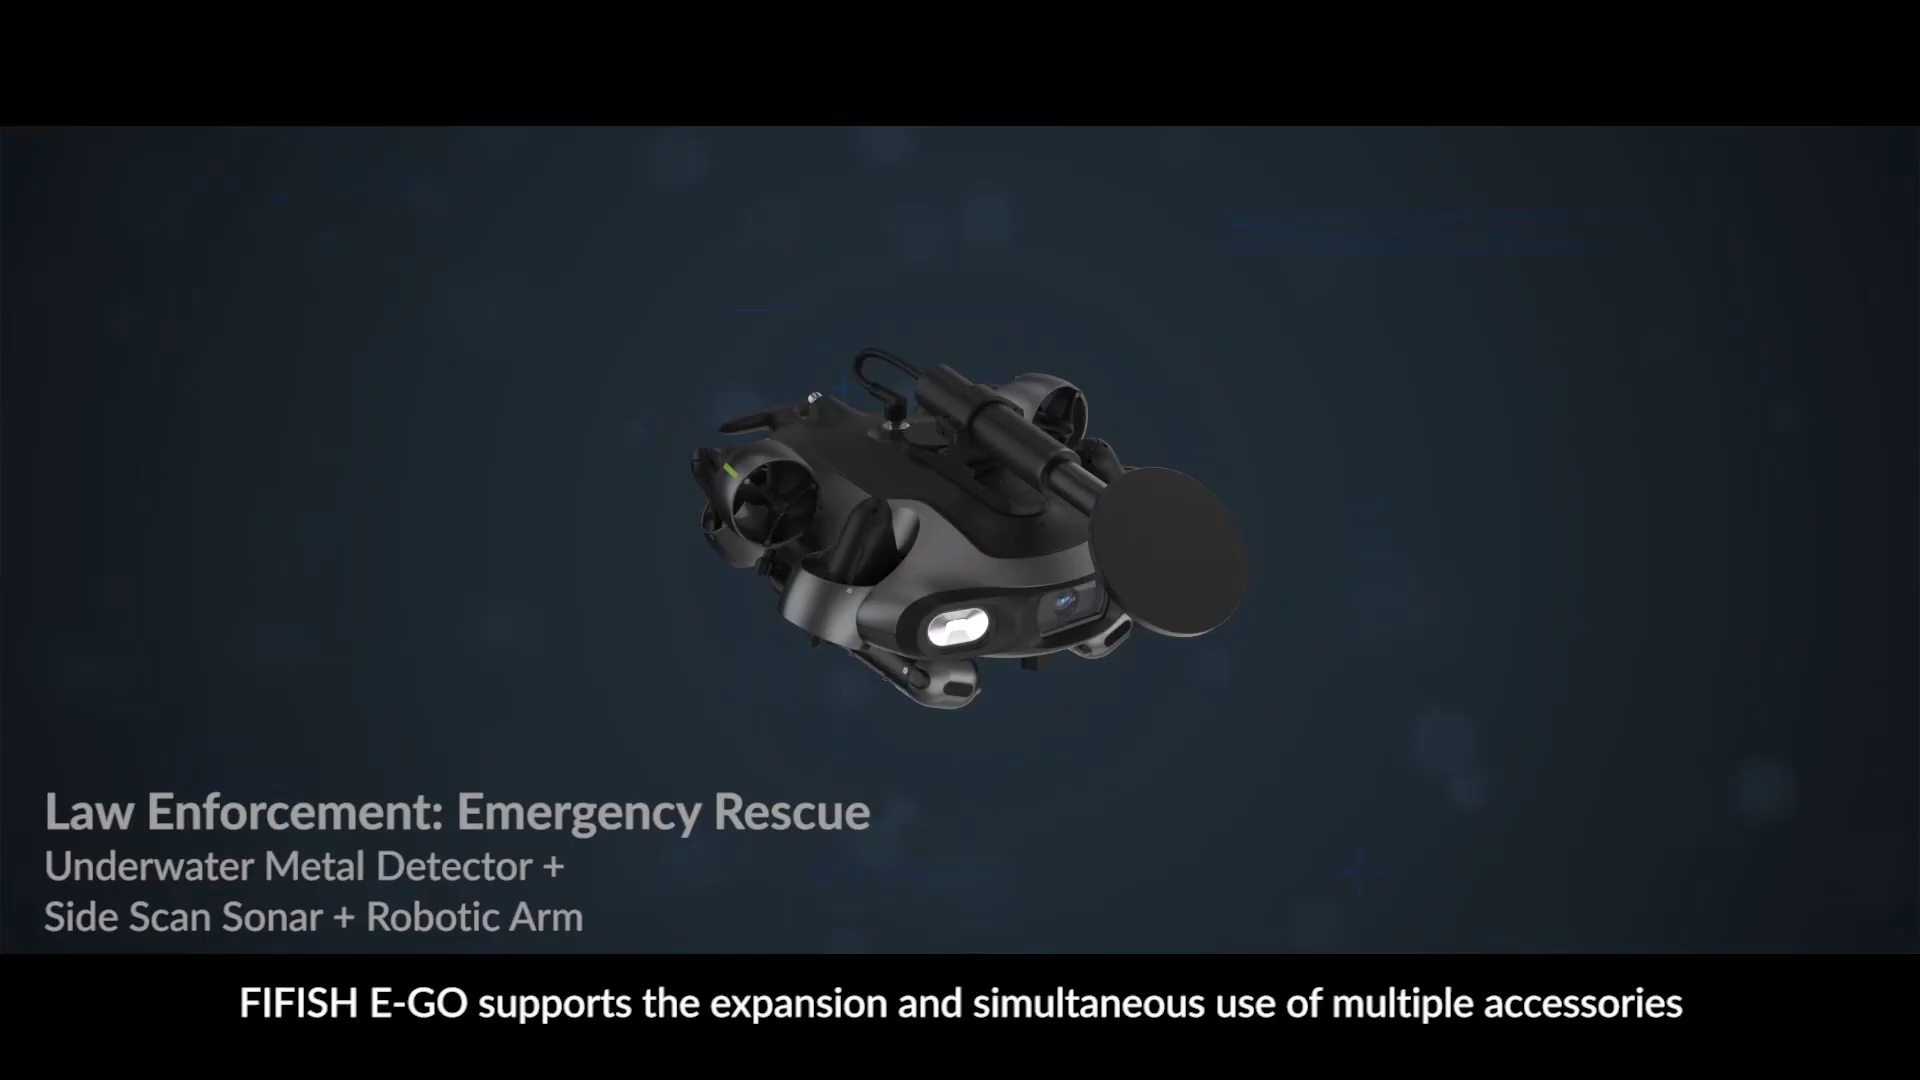 Law Enforcement: Emergency Rescue
Underwater Metal Detector +
Side Scan Sonar + Robotic Arm
FIFISH E-GO supports the expansion and simultaneous use of multiple accessories